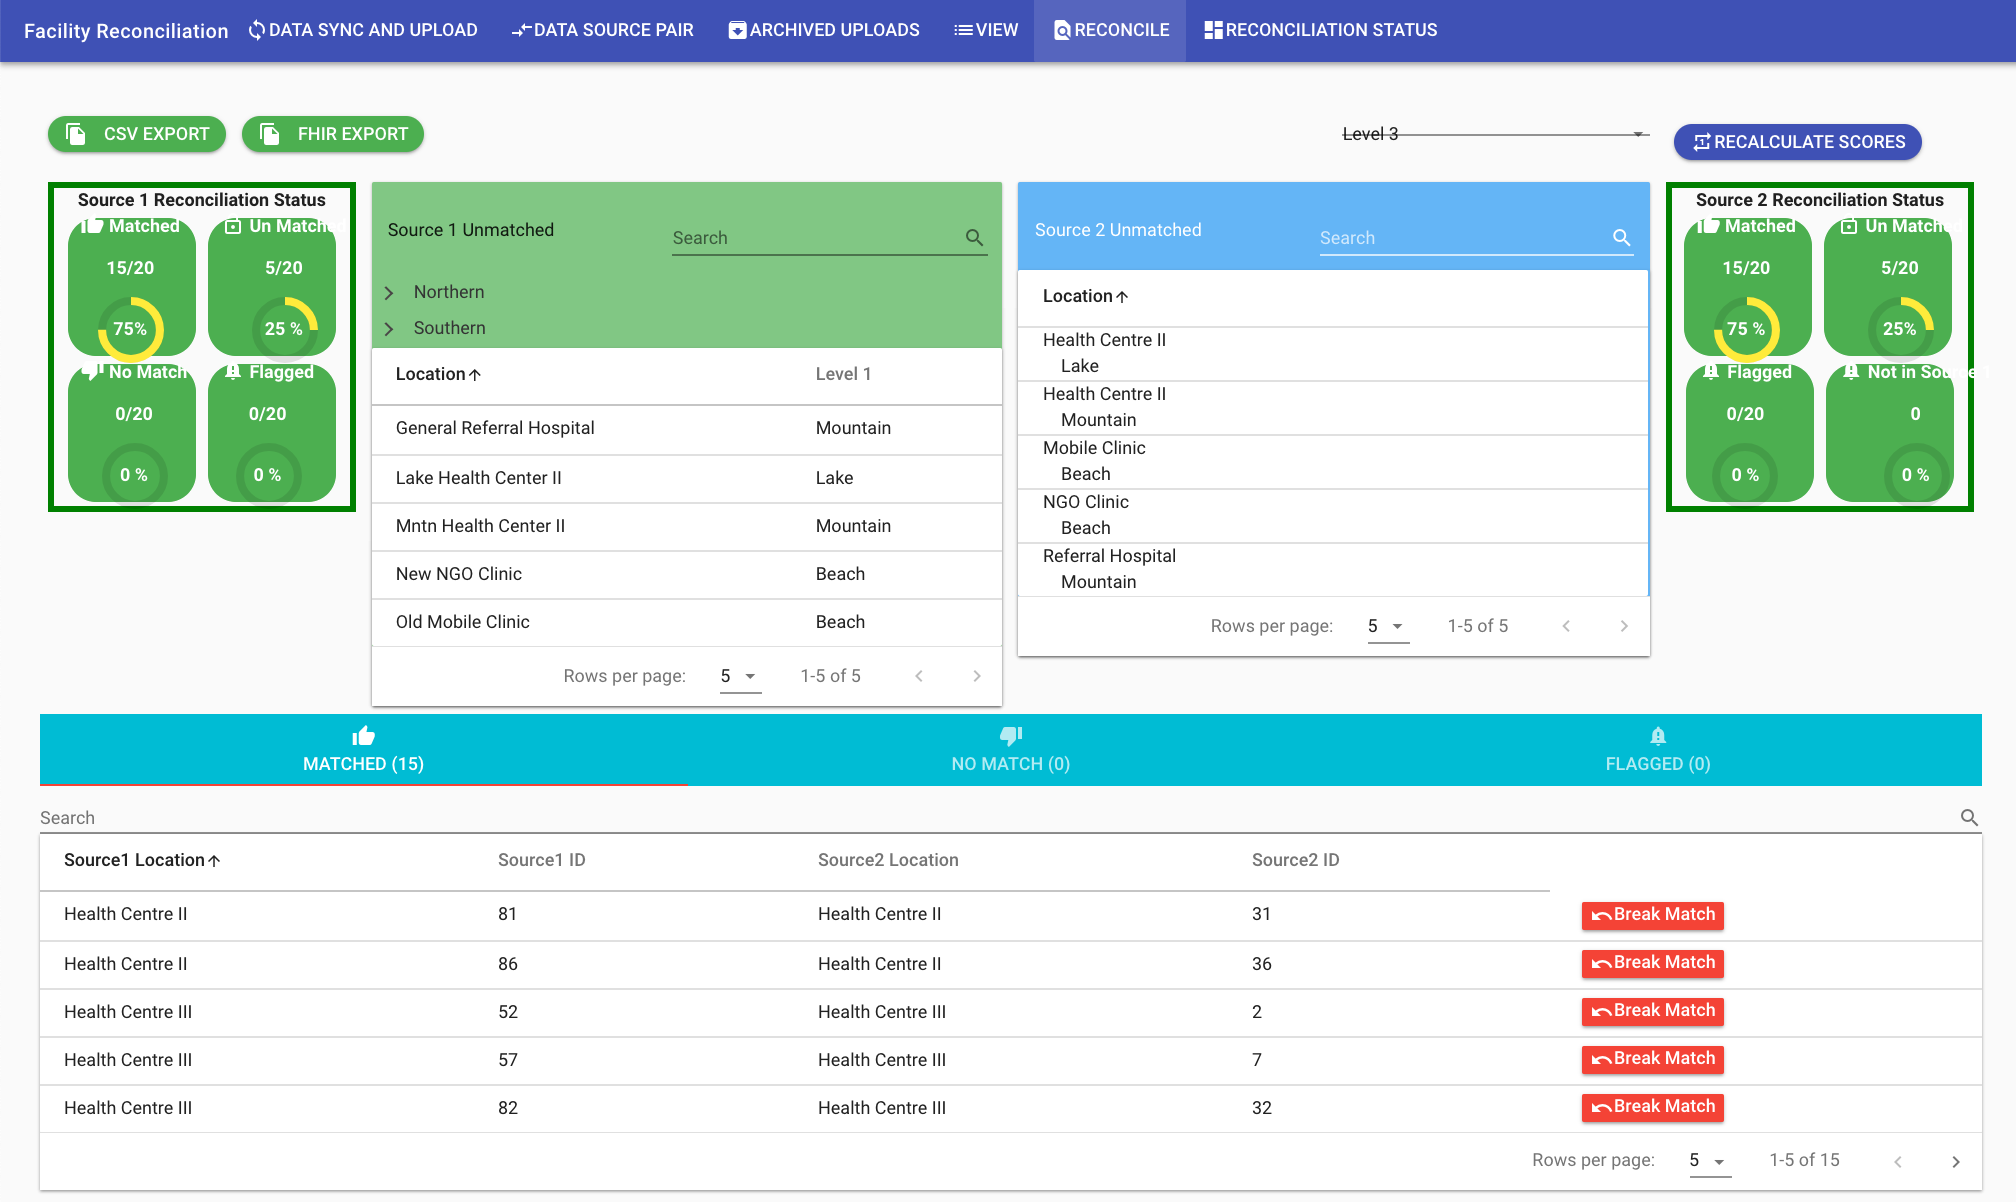 Facility Reconciliation DATA SYNC AND UPLOAD DATA SOURCE PAIR ARCHIVED UPLOADS VIEW RECONCILE RECONCILIATION STATUS
CSV EXPORT FHIR EXPORT Level 3 RECALCULATE SCORES
Source 1 Reconciliation Status
Matched Un Matched
15/20 5/20
75% 25 %
No Match Flagged
0/20 0/20
0 % 0 %
Source 1 Unmatched Search
Northern
Southern
Location Level 1
General Referral Hospital Mountain
Lake Health Center II Lake
Mntn Health Center II Mountain
New NGO Clinic Beach
Old Mobile Clinic Beach
Rows per page: 5 1-5 of 5
Source 2 Unmatched Search
Location
Health Centre II
Lake
Health Centre II
Mountain
Mobile Clinic
Beach
NGO Clinic
Beach
Referral Hospital
Mountain
Rows per page: 5 1-5 of 5
Source 2 Reconciliation Status
Matched Un Matched
15/20 5/20
75 % 25%
Flagged Not in Source 1
0/20 0
0 % 0 %
MATCHED (15) NO MATCH (0) FLAGGED (0)
Search
Source1 Location Source1 ID Source2 Location Source2 ID
Health Centre II 81 Health Centre II 31 Break Match
Health Centre II 86 Health Centre II 36 Break Match
Health Centre III 52 Health Centre III 2 Break Match
Health Centre III 57 Health Centre III 7 Break Match
Health Centre III 82 Health Centre III 32 Break Match
Rows per page: 5 1-5 of 15